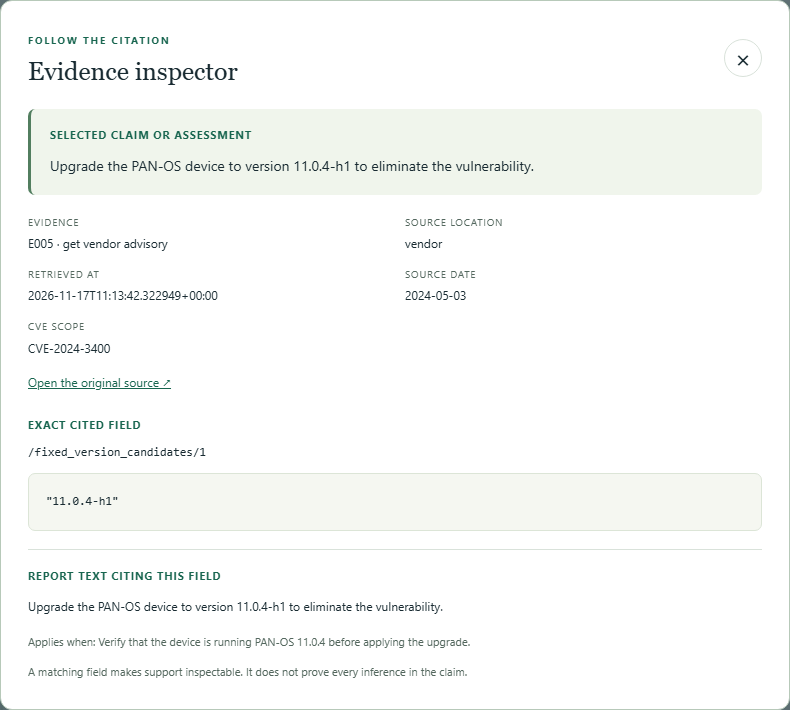 FOLLOW THE CITATION
Evidence inspector
×
SELECTED CLAIM OR ASSESSMENT
Upgrade the PAN-OS device to version 11.0.4-h1 to eliminate the vulnerability.
EVIDENCE
E005 · get vendor advisory
SOURCE LOCATION
vendor
RETRIEVED AT
2026-11-17T11:13:42.322949+00:00
SOURCE DATE
2024-05-03
CVE SCOPE
CVE-2024-3400
Open the original source ↗
EXACT CITED FIELD
/fixed_version_candidates/1
"11.0.4-h1"
REPORT TEXT CITING THIS FIELD
Upgrade the PAN-OS device to version 11.0.4-h1 to eliminate the vulnerability.
Applies when: Verify that the device is running PAN-OS 11.0.4 before applying the upgrade.
A matching field makes support inspectable. It does not prove every inference in the claim.